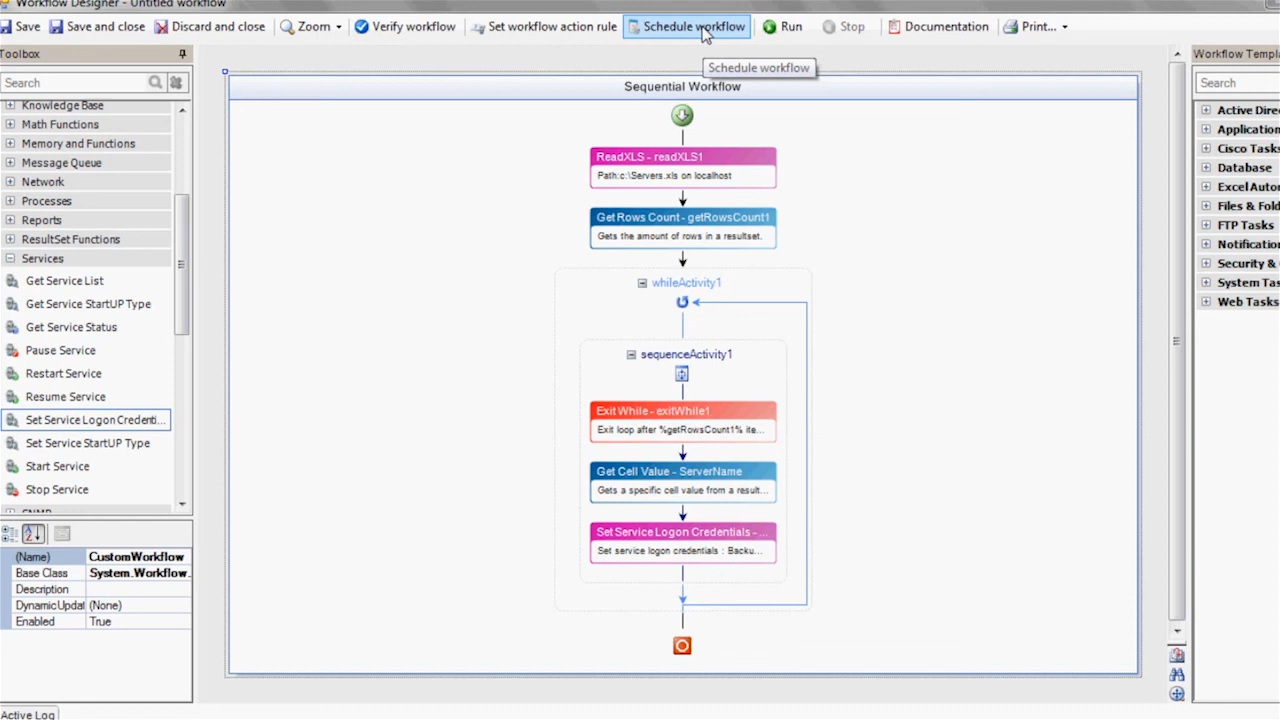 Workflow Designer - Untitled workflow
Save
Save and close
Discard and close
Zoom
Verify workflow
Set workflow action rule
Schedule workflow
Run
Stop
Documentation
Print...
Toolbox
Search
Knowledge Base
Math Functions
Memory and Functions
Message Queue
Network
Processes
Reports
ResultSet Functions
Services
Get Service List
Get Service StartUP Type
Get Service Status
Pause Service
Restart Service
Resume Service
Set Service Logon Credenti...
Set Service StartUP Type
Start Service
Stop Service
SNMP
(Name) CustomWorkflow
Base Class System.Workflow.
Description
DynamicUpdat (None)
Enabled True
Active Log
Schedule workflow
Sequential Workflow
ReadXLS - readXLS1
Path:c:\Servers.xls on localhost
Get Rows Count - getRowsCount1
Gets the amount of rows in a resultset.
whileActivity1
sequenceActivity1
Exit While - exitWhile1
Exit loop after %getRowsCount1% ite...
Get Cell Value - ServerName
Gets a specific cell value from a result...
Set Service Logon Credentials - ...
Set service logon credentials : Backu...
Workflow Templa
Search
Active Direc
Application
Cisco Tasks
Database
Excel Autom
Files & Fold
FTP Tasks
Notification
Security &
System Tas
Web Tasks